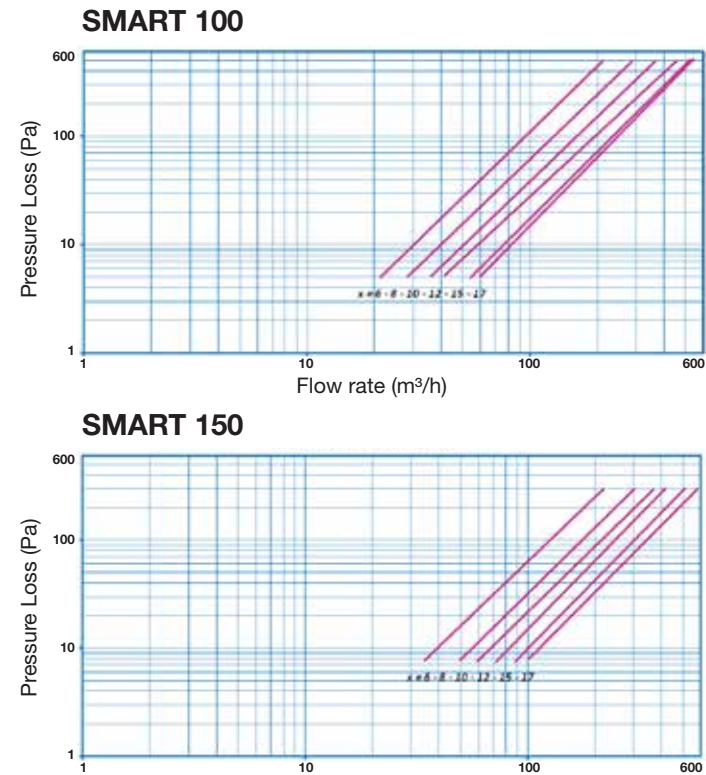 SMART 100
600
100
10
1
Pressure Loss (Pa)
x = 6 - 8 - 10 - 12 - 15 - 17
1 10 100 600
Flow rate (m³/h)
SMART 150
600
100
10
1
Pressure Loss (Pa)
x = 6 - 8 - 10 - 12 - 15 - 17
1 10 100 600